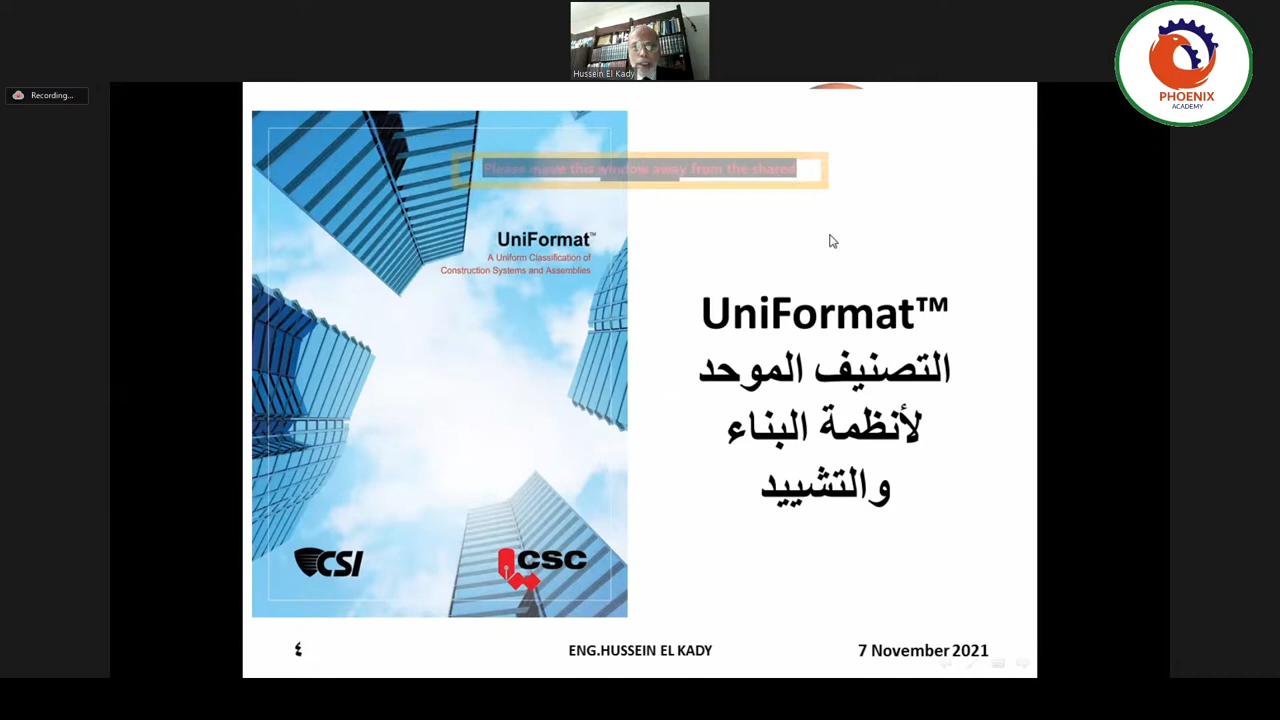 Hussein El Kady
Recording...
PHOENIX
ACADEMY
Please move this window away from the shared
UniFormat™
A Uniform Classification of
Construction Systems and Assemblies
CSI
CSC
UniFormat™
التصنيف الموحد
لأنظمة البناء
والتشييد
٤
ENG.HUSSEIN EL KADY
7 November 2021